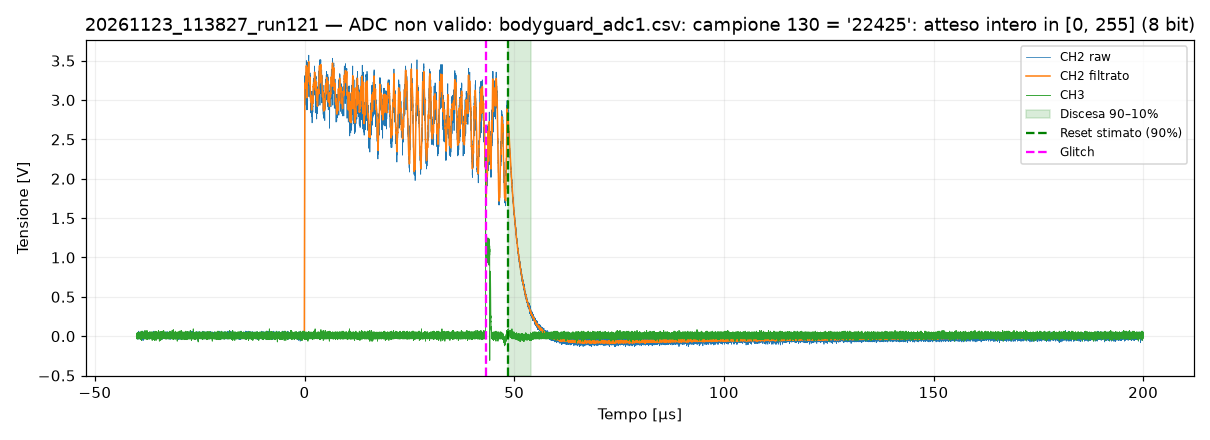 20261123_113827_run121 — ADC non valido: bodyguard_adc1.csv: campione 130 = '22425': atteso intero in [0, 255] (8 bit)
CH2 raw
CH2 filtrato
CH3
Discesa 90–10%
Reset stimato (90%)
Glitch
Tensione [V]
3.5
3.0
2.5
2.0
1.5
1.0
0.5
0.0
−0.5
−50
0
50
100
150
200
Tempo [µs]